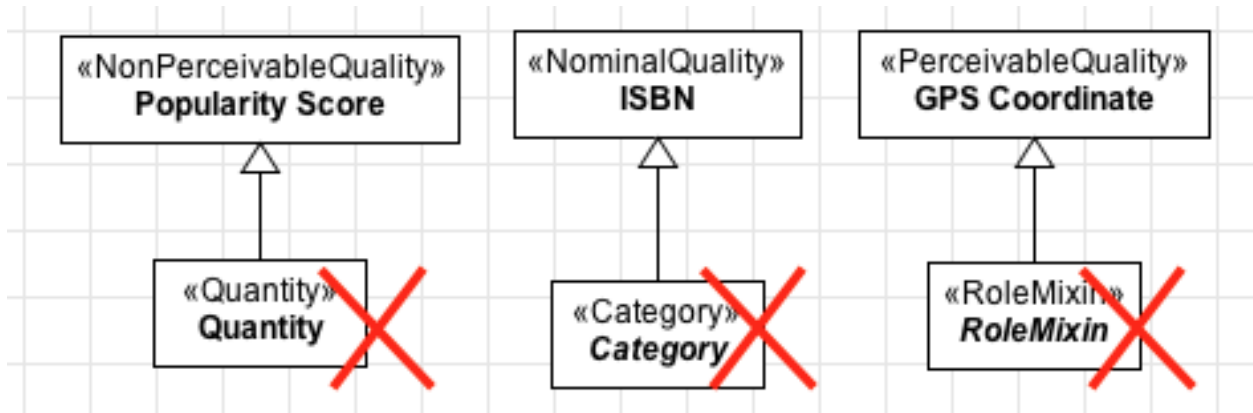 «NonPerceivableQuality»
Popularity Score
«NominalQuality»
ISBN
«PerceivableQuality»
GPS Coordinate
«Quantity»
Quantity
«Category»
Category
«RoleMixin»
RoleMixin